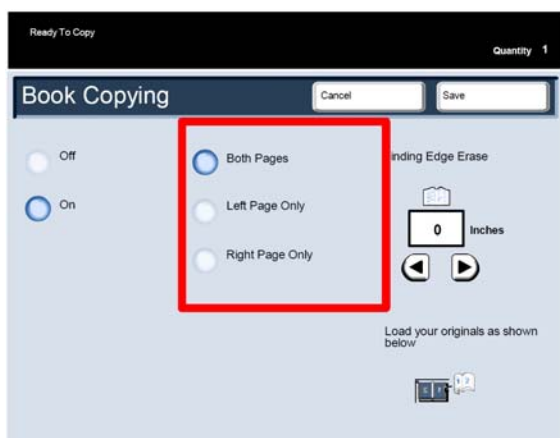 Ready To Copy
Quantity 1
Book Copying
Cancel
Save
Off
On
Both Pages
Left Page Only
Right Page Only
inding Edge Erase
0 Inches
Load your originals as shown
below